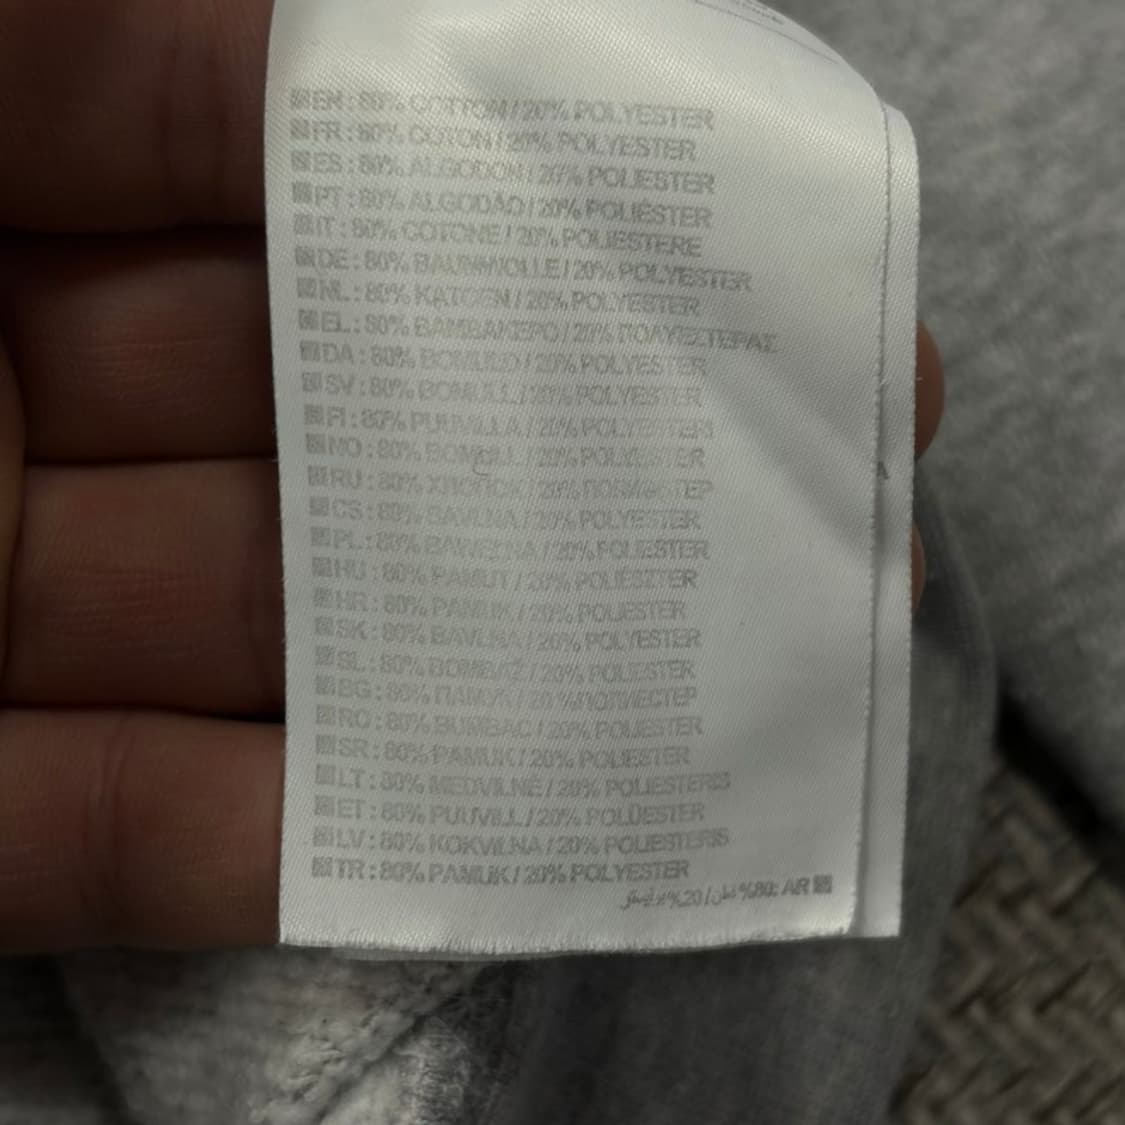 EN : 80% COTTON / 20% POLYESTER
FR : 80% COTON / 20% POLYESTER
ES : 80% ALGODON / 20% POLIESTER
PT : 80% ALGODÃO / 20% POLIÉSTER
IT : 80% COTONE / 20% POLIESTERE
DE : 80% BAUMWOLLE / 20% POLYESTER
NL : 80% KATOEN / 20% POLYESTER
EL : 80% ΒΑΜΒΑΚΕΡΟ / 20% ΠΟΛΥΕΣΤΕΡΑΣ
DA : 80% BOMULD / 20% POLYESTER
SV : 80% BOMULL / 20% POLYESTER
FI : 80% PUUVILLA / 20% POLYESTERI
NO : 80% BOMULL / 20% POLYESTER
RU : 80% ХЛОПОК / 20%
CS : 80% BAVLNA / 20% POLYESTER
PL : 80% BAWEŁNA / 20% POLIESTER
HU : 80% PAMUT / 20% POLIÉSZTER
HR : 80% PAMUK / 20% POLIESTER
SK : 80% BAVLNA / 20% POLYESTER
SL : 80% BOMBAŽ / 20% POLIESTER
BG : 80% ПАМУК / 20 %ПОЛИЕСТЕР
RO : 80% BUMBAC / 20% POLIESTER
SR : 80% PAMUK / 20% POLIESTER
LT : 80% MEDVILNĖ / 20% POLIESTERIS
ET : 80% PUUVILL / 20% POLÜESTER
LV : 80% KOKVILNA / 20% POLIESTERIS
TR : 80% PAMUK / 20% POLYESTER
AR :80% قطن / 20%